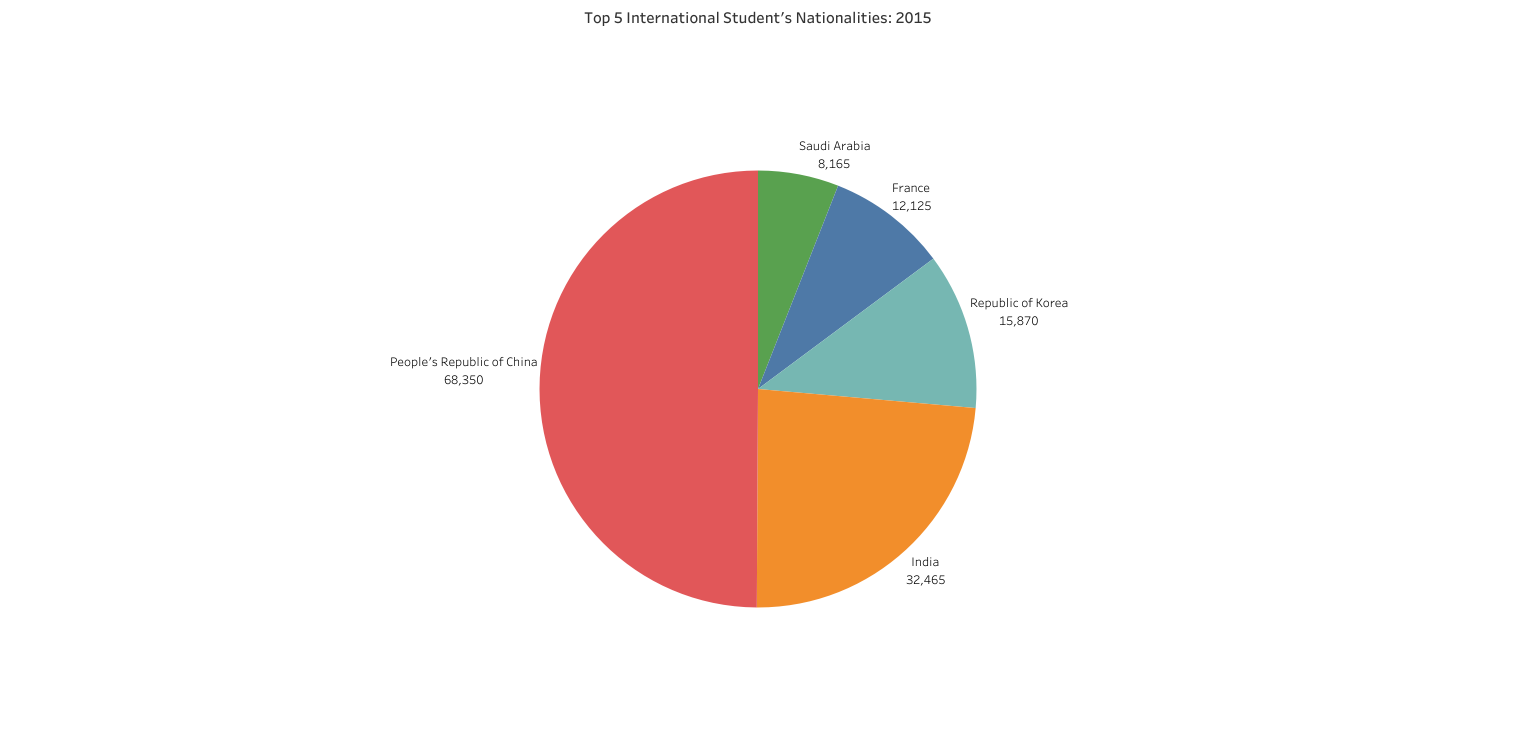 Top 5 International Student’s Nationalities: 2015
Saudi Arabia
8,165
France
12,125
Republic of Korea
15,870
People’s Republic of China
68,350
India
32,465